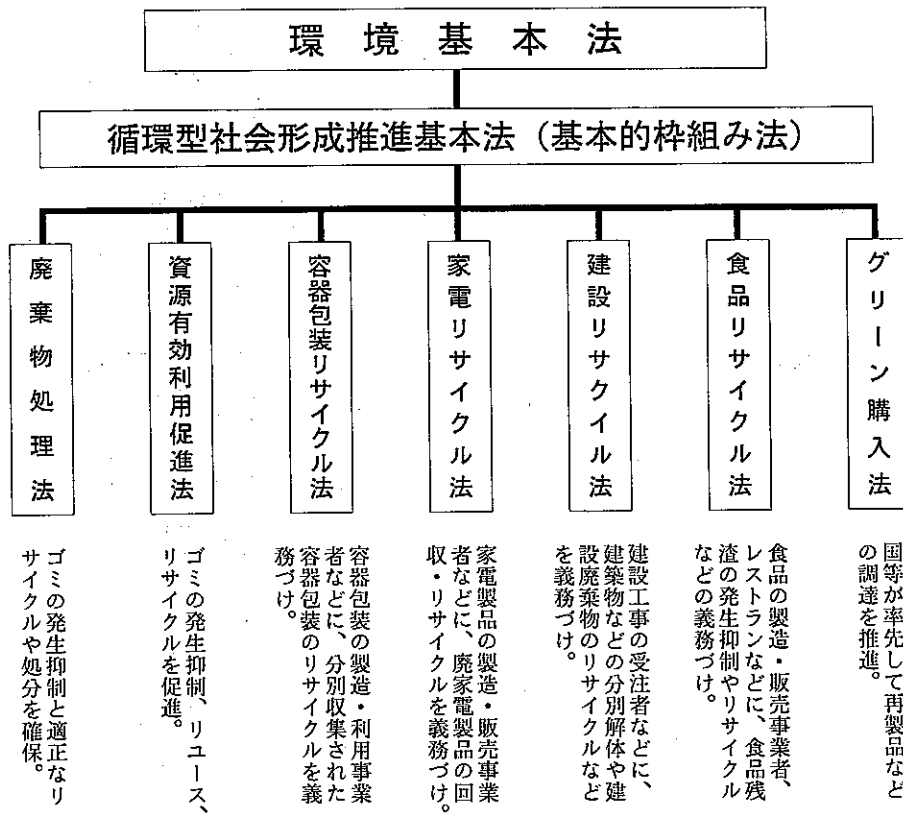 環境基本法
循環型社会形成推進基本法（基本的枠組み法）
廃棄物処理法
ゴミの発生抑制と適正なリ
サイクルや処分を確保。
資源有効利用促進法
ゴミの発生抑制、リユース、
リサイクルを促進。
容器包装リサイクル法
容器包装の製造・利用事業
者などに、分別収集された
容器包装のリサイクルを義
務づけ。
家電リサイクル法
家電製品の製造・販売事業
者などに、廃家電製品の回
収・リサイクルを義務づけ。
建設リサクイル法
建設工事の受注者などに、
建築物などの分別解体や建
設廃棄物のリサイクルなど
を義務づけ。
食品リサイクル法
食品の製造・販売事業者、
レストランなどに、食品残
渣の発生抑制やリサイクル
などの義務づけ。
グリーン購入法
国等が率先して再製品など
の調達を推進。